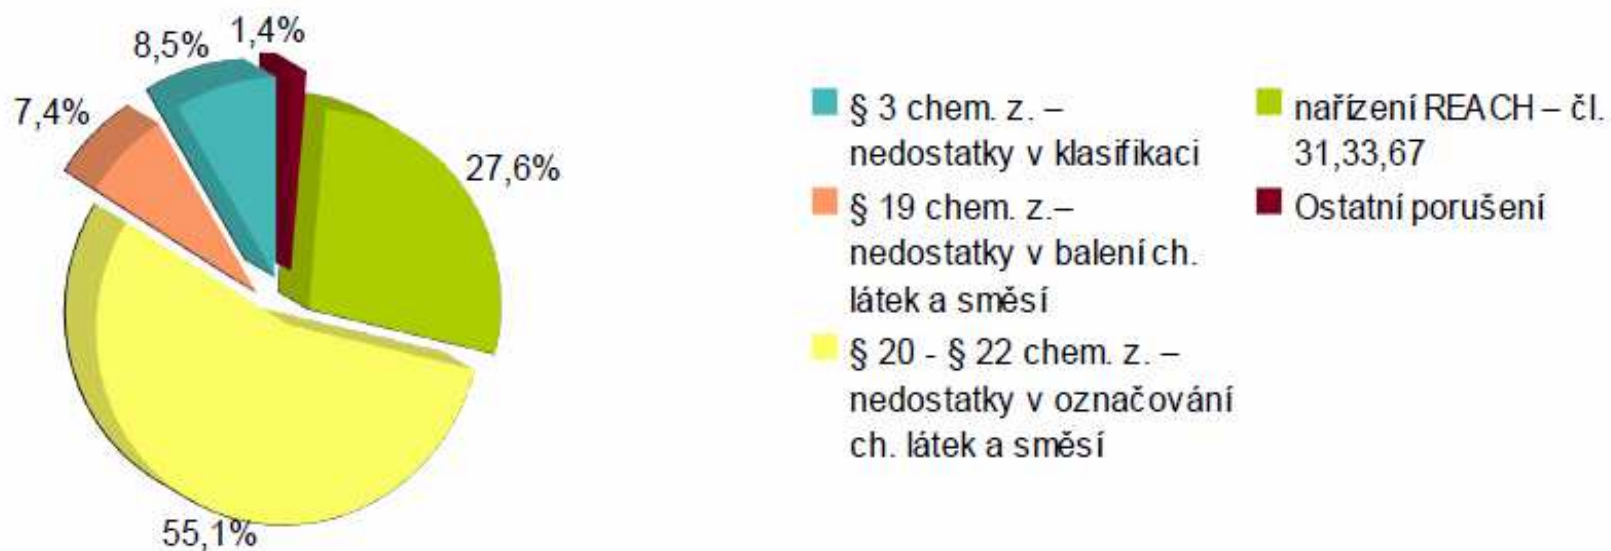 8,5%
1,4%
7,4%
27,6%
55,1%
§ 3 chem. z. –
nedostatky v klasifikaci
§ 19 chem. z.–
nedostatky v balení ch.
látek a směsí
§ 20 - § 22 chem. z. –
nedostatky v označování
ch. látek a směsí
nařízení REACH – čl.
31,33,67
Ostatní porušení